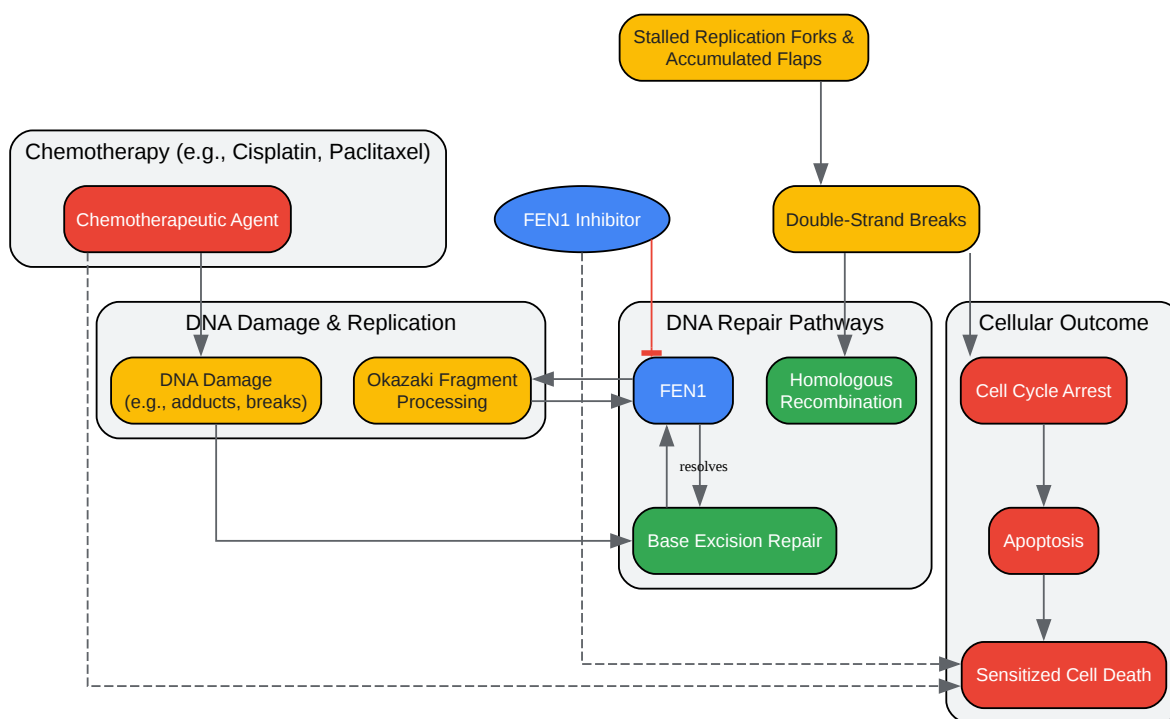 Stalled Replication Forks &
Accumulated Flaps
Chemotherapy (e.g., Cisplatin, Paclitaxel)
Chemotherapeutic Agent
FEN1 Inhibitor
Double-Strand Breaks
DNA Damage & Replication
DNA Repair Pathways
Cellular Outcome
DNA Damage
(e.g., adducts, breaks)
Okazaki Fragment
Processing
FEN1
Homologous
Recombination
Cell Cycle Arrest
resolves
Base Excision Repair
Apoptosis
Sensitized Cell Death